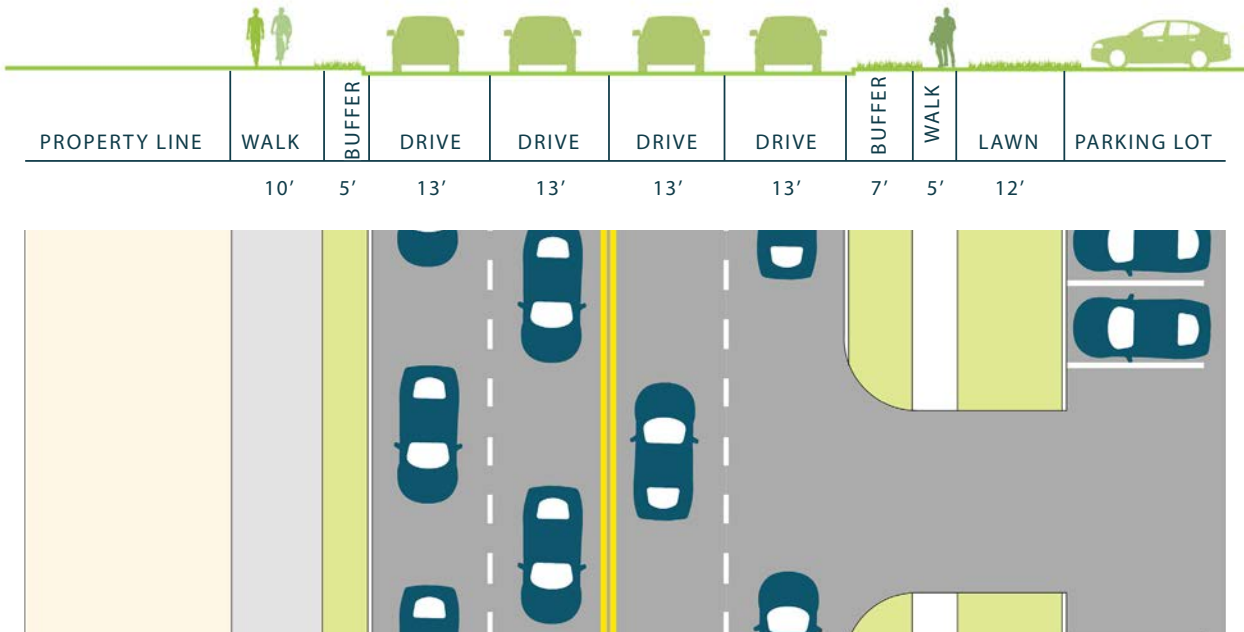 PROPERTY LINE WALK BUFFER DRIVE DRIVE DRIVE DRIVE BUFFER WALK LAWN PARKING LOT
10′ 5′ 13′ 13′ 13′ 13′ 7′ 5′ 12′